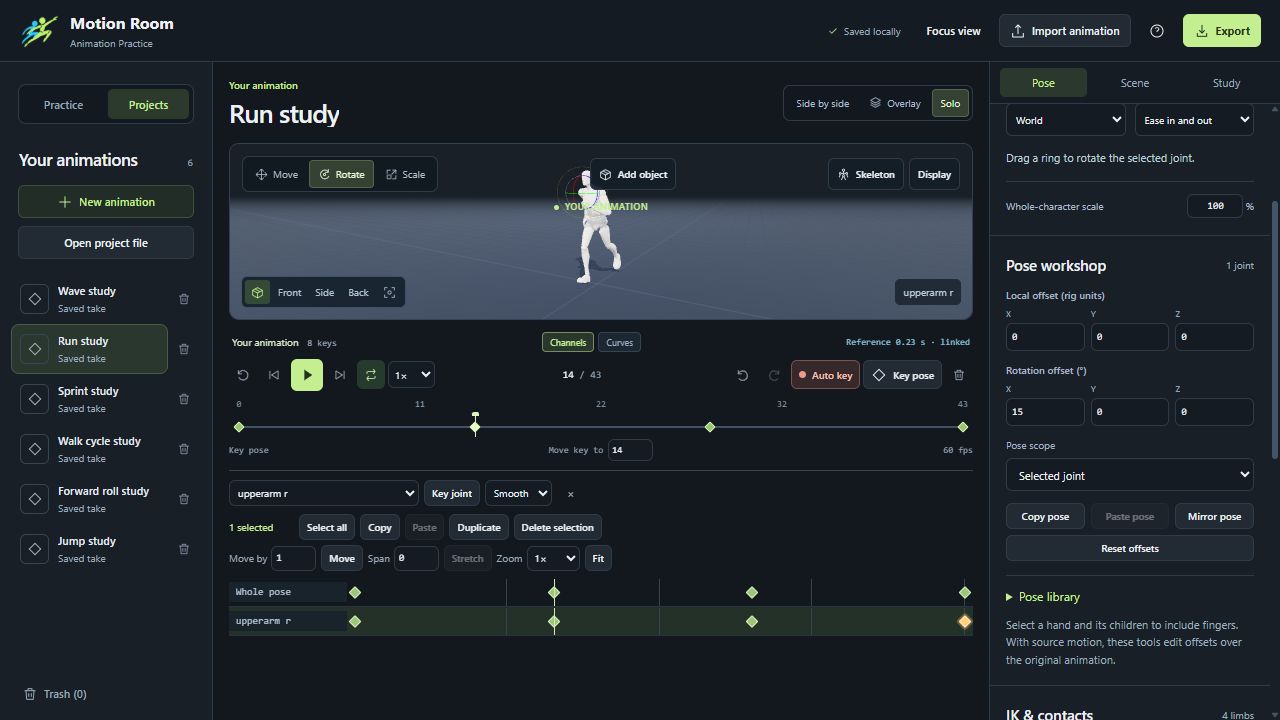 Motion Room
Animation Practice
Saved locally
Focus view
Import animation
Export
Practice
Projects
Your animations
6
New animation
Open project file
Wave study
Saved take
Run study
Saved take
Sprint study
Saved take
Walk cycle study
Saved take
Forward roll study
Saved take
Jump study
Saved take
Trash (0)
Your animation
Run study
Side by side
Overlay
Solo
Move
Rotate
Scale
Add object
Skeleton
Display
Front
Side
Back
upperarm r
Your animation 8 keys
Channels
Curves
Reference 0.23 s · linked
1×
14 / 43
Auto key
Key pose
0 11 22 32 43
Key pose
Move key to 14
60 fps
upperarm r
Key joint
Smooth
×
1 selected
Select all
Copy
Paste
Duplicate
Delete selection
Move by 1
Move
Span 0
Stretch
Zoom 1×
Fit
Whole pose
upperarm r
Pose
Scene
Study
World
Ease in and out
Drag a ring to rotate the selected joint.
Whole-character scale
100 %
Pose workshop
1 joint
Local offset (rig units)
X Y Z
0 0 0
Rotation offset (°)
X Y Z
15 0 0
Pose scope
Selected joint
Copy pose
Paste pose
Mirror pose
Reset offsets
Pose library
Select a hand and its children to include fingers.
With source motion, these tools edit offsets over
the original animation.
IK & contacts
4 limbs